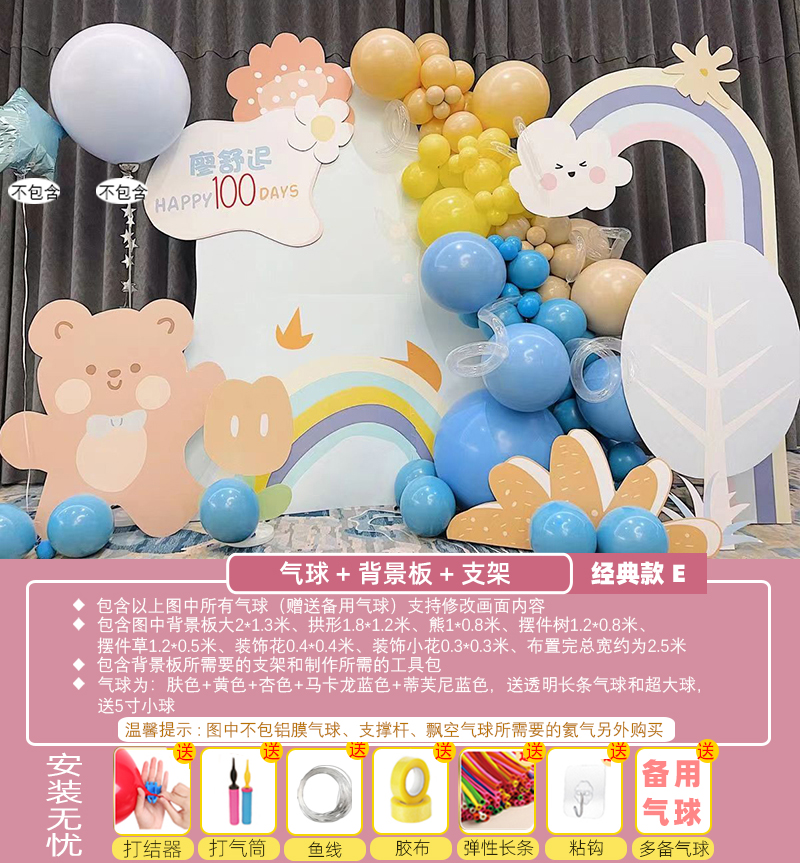 廖舒迟
HAPPY 100 DAYS
不包含
不包含
气球 + 背景板 + 支架
经典款 E
◆ 包含以上图中所有气球（赠送备用气球）支持修改画面内容
◆ 包含图中背景板大2*1.3米、拱形1.8*1.2米、熊1*0.8米、摆件树1.2*0.8米、
摆件草1.2*0.5米、装饰花0.4*0.4米、装饰小花0.3*0.3米、布置完总宽约为2.5米
◆ 包含背景板所需要的支架和制作所需的工具包
◆ 气球为：肤色+黄色+杏色+马卡龙蓝色+蒂芙尼蓝色，送透明长条气球和超大球，
送5寸小球
温馨提示 : 图中不包铝膜气球、支撑杆、飘空气球所需要的氦气另外购买
安装无忧
送
打结器
送
打气筒
送
鱼线
送
胶布
送
弹性长条
送
粘钩
送
备用
气球
多备气球